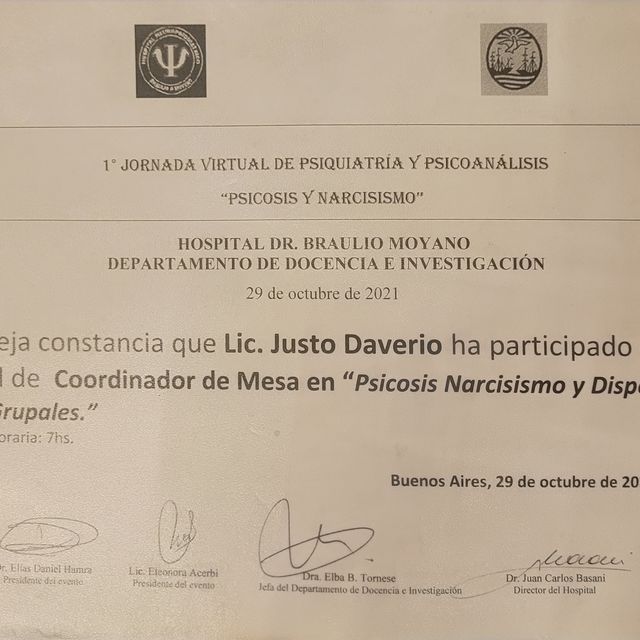 1° JORNADA VIRTUAL DE PSIQUIATRÍA Y PSICOANÁLISIS
“PSICOSIS Y NARCISISMO”
HOSPITAL DR. BRAULIO MOYANO
DEPARTAMENTO DE DOCENCIA E INVESTIGACIÓN
29 de octubre de 2021
eja constancia que Lic. Justo Daverio ha participado
d de Coordinador de Mesa en “Psicosis Narcisismo y Dispo
Grupales.”
oraria: 7hs.
Buenos Aires, 29 de octubre de 20
Dr. Elías Daniel Hamra
Presidente del evento
Lic. Eleonora Acerbi
Presidente del evento
Dra. Elba B. Tornese
Jefa del Departamento de Docencia e Investigación
Dr. Juan Carlos Basani
Director del Hospital